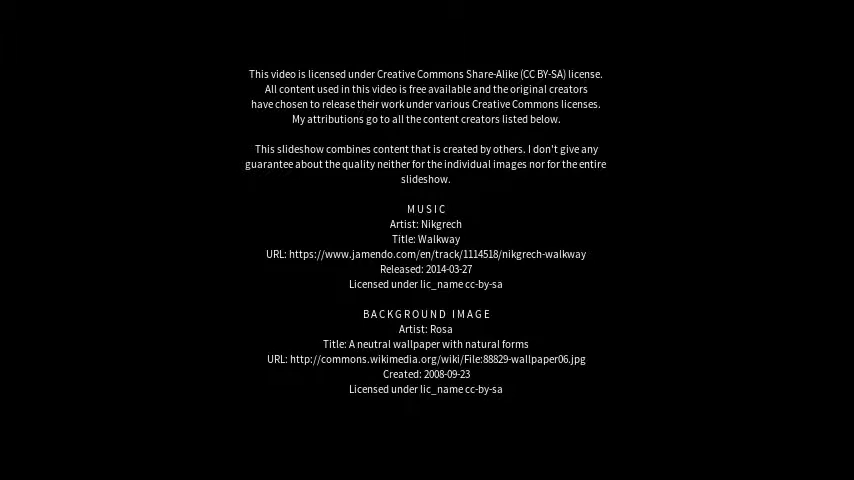 This video is licensed under Creative Commons Share-Alike (CC BY-SA) license.
All content used in this video is free available and the original creators
have chosen to release their work under various Creative Commons licenses.
My attributions go to all the content creators listed below.
This slideshow combines content that is created by others. I don't give any
guarantee about the quality neither for the individual images nor for the entire
slideshow.
MUSIC
Artist: Nikgrech
Title: Walkway
URL: https://www.jamendo.com/en/track/1114518/nikgrech-walkway
Released: 2014-03-27
Licensed under lic_name cc-by-sa
BACKGROUND IMAGE
Artist: Rosa
Title: A neutral wallpaper with natural forms
URL: http://commons.wikimedia.org/wiki/File:88829-wallpaper06.jpg
Created: 2008-09-23
Licensed under lic_name cc-by-sa